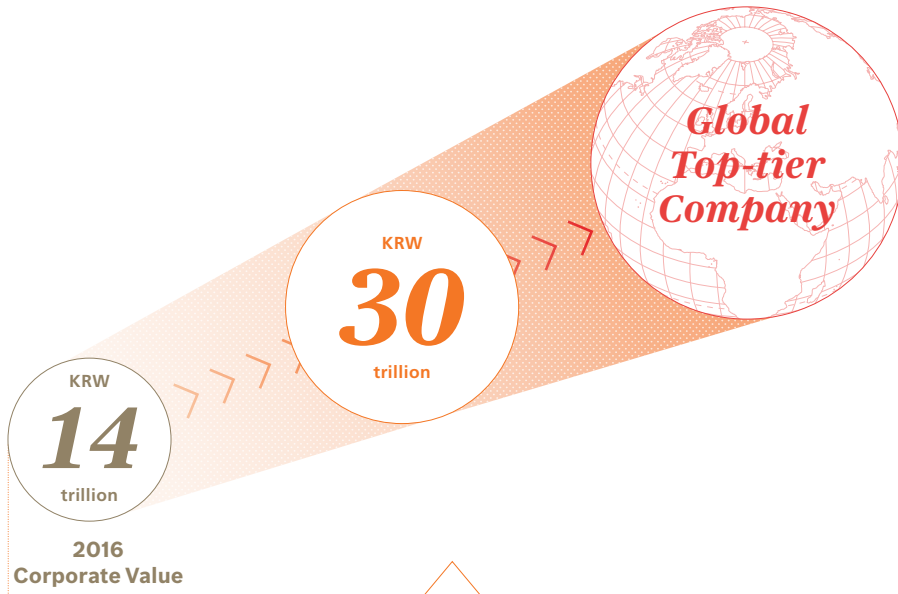 Global
Top-tier
Company
KRW
30
trillion
KRW
14
trillion
2016
Corporate Value